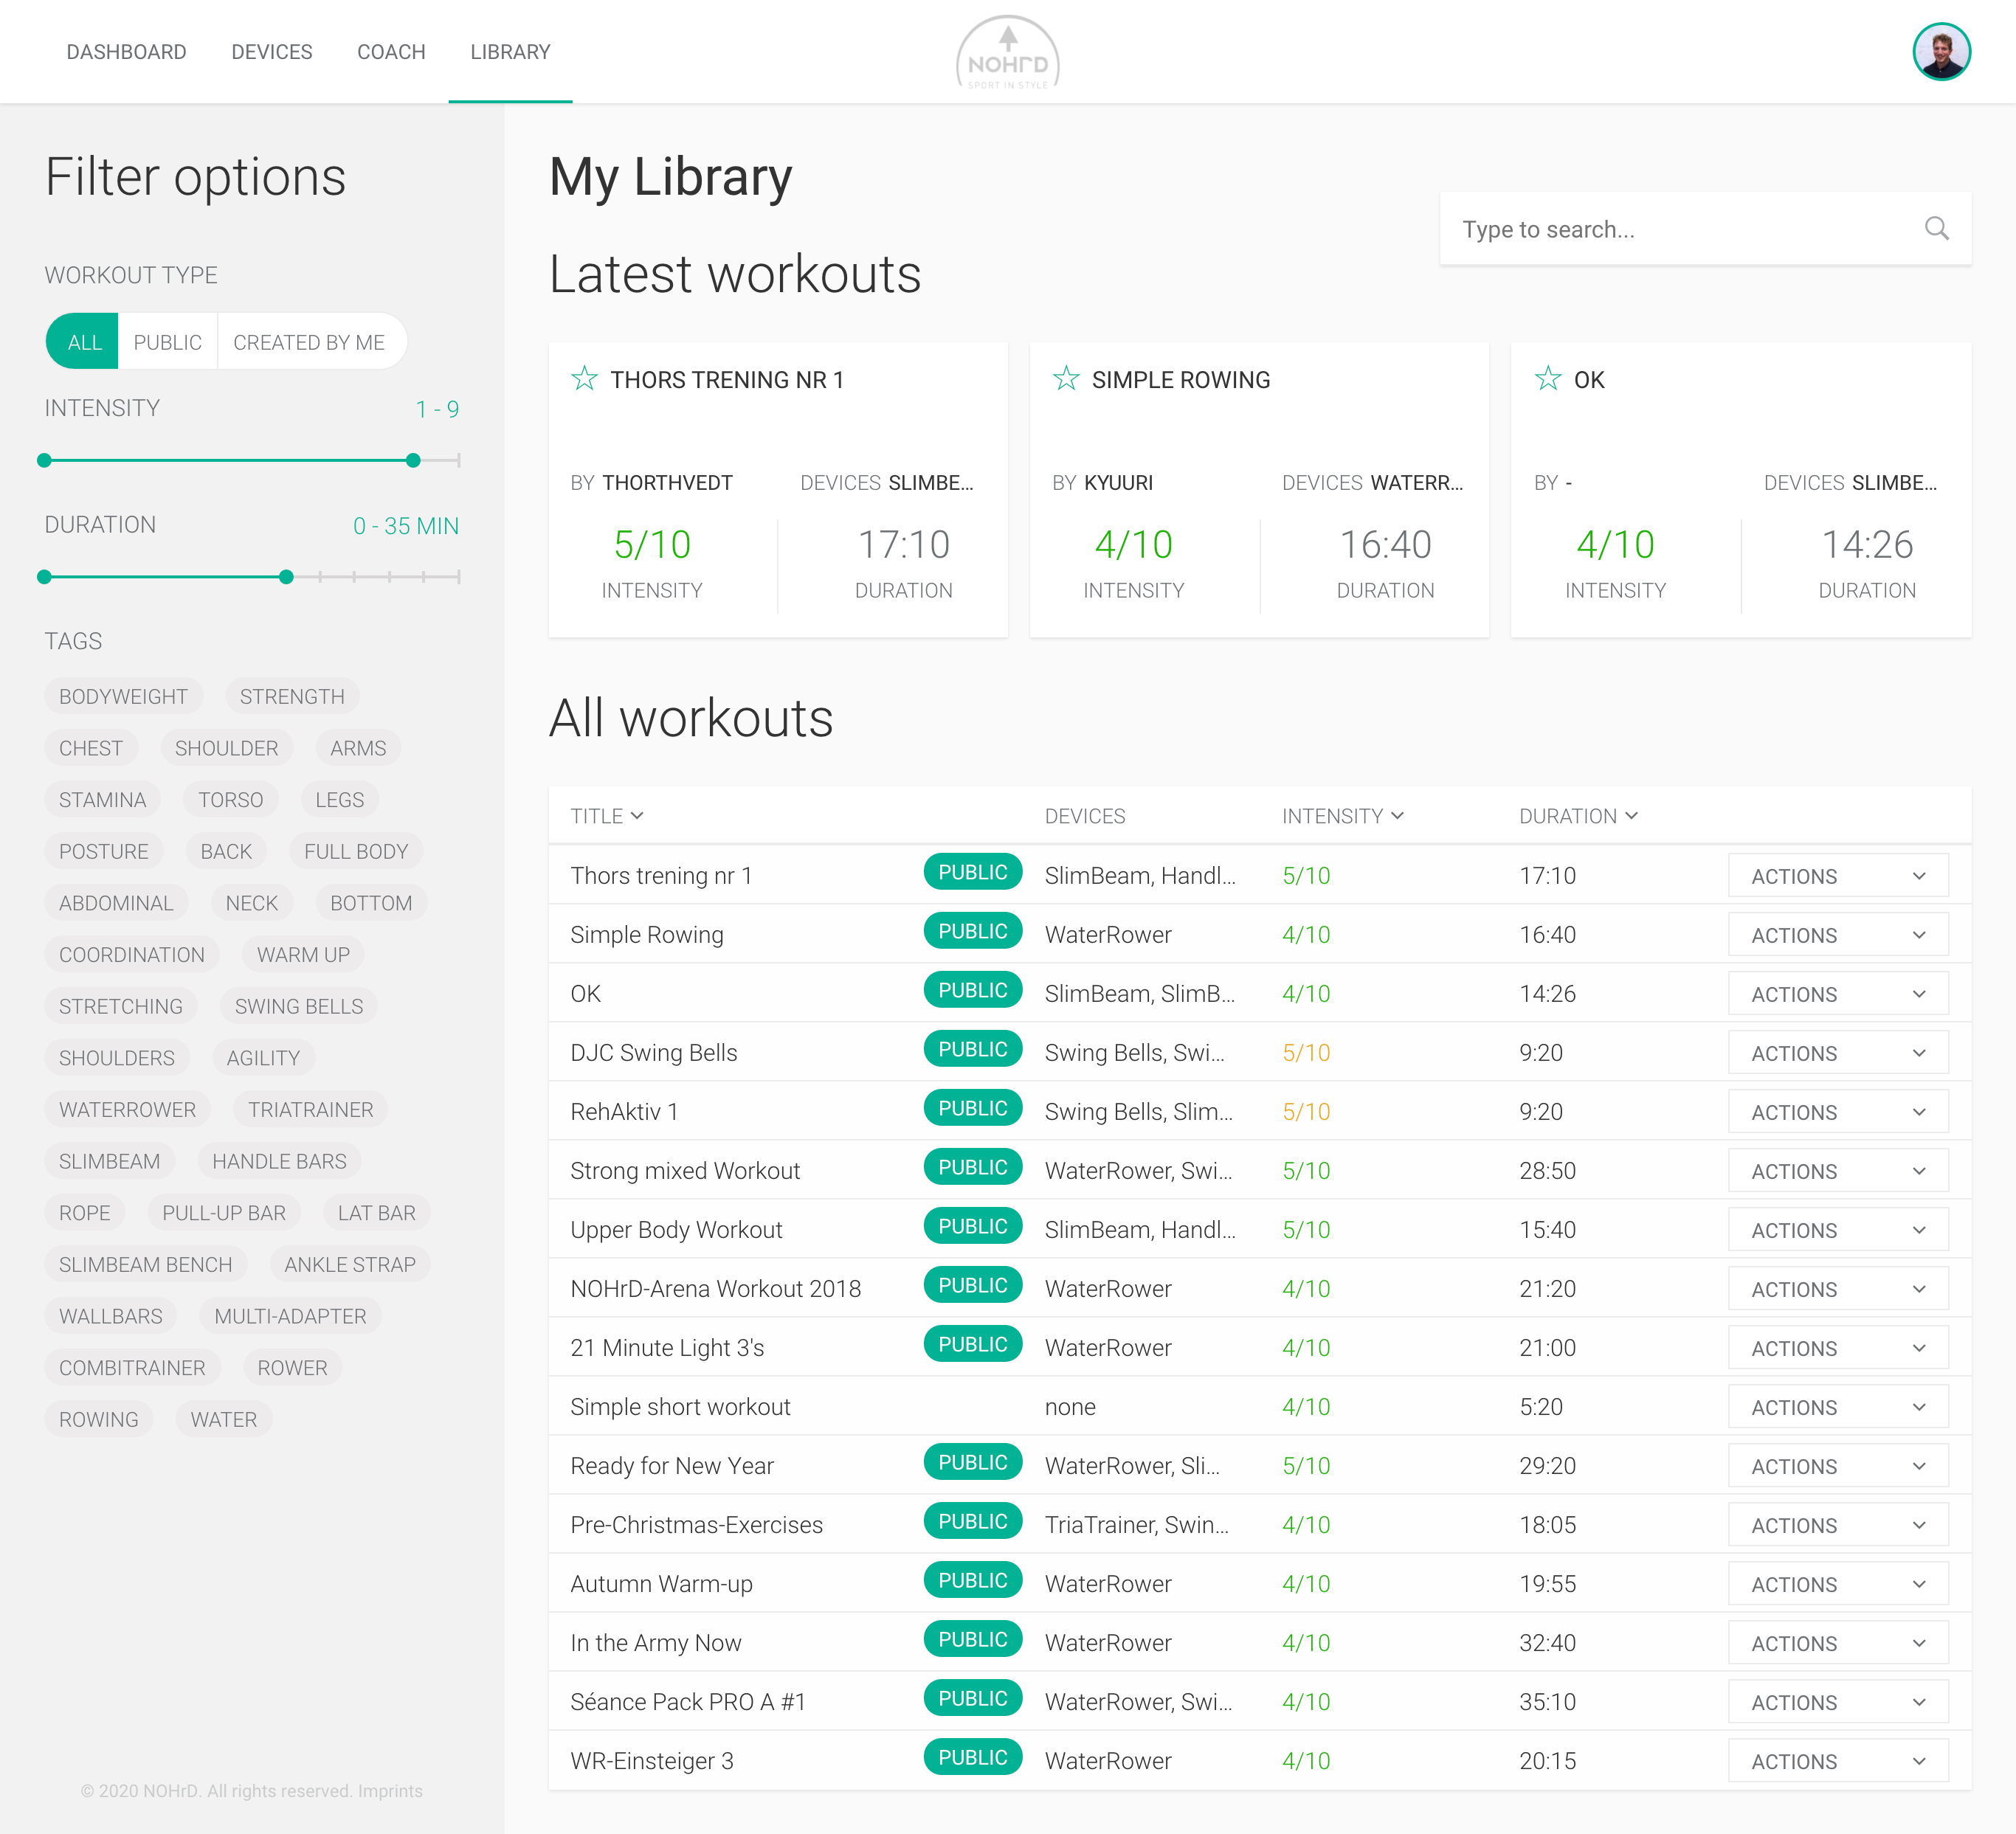 DASHBOARD DEVICES COACH LIBRARY
NOHrD
SPORT IN STYLE
Filter options
WORKOUT TYPE
ALL PUBLIC CREATED BY ME
INTENSITY 1 - 9
DURATION 0 - 35 MIN
TAGS
BODYWEIGHT STRENGTH
CHEST SHOULDER ARMS
STAMINA TORSO LEGS
POSTURE BACK FULL BODY
ABDOMINAL NECK BOTTOM
COORDINATION WARM UP
STRETCHING SWING BELLS
SHOULDERS AGILITY
WATERROWER TRIATRAINER
SLIMBEAM HANDLE BARS
ROPE PULL-UP BAR LAT BAR
SLIMBEAM BENCH ANKLE STRAP
WALLBARS MULTI-ADAPTER
COMBITRAINER ROWER
ROWING WATER
© 2020 NOHrD. All rights reserved. Imprints
My Library
Type to search...
Latest workouts
THORS TRENING NR 1
BY THORTHVEDT DEVICES SLIMBE...
5/10 17:10
INTENSITY DURATION
SIMPLE ROWING
BY KYUURI DEVICES WATERR...
4/10 16:40
INTENSITY DURATION
OK
BY - DEVICES SLIMBE...
4/10 14:26
INTENSITY DURATION
All workouts
TITLE DEVICES INTENSITY DURATION
Thors trening nr 1 PUBLIC SlimBeam, Handl... 5/10 17:10 ACTIONS
Simple Rowing PUBLIC WaterRower 4/10 16:40 ACTIONS
OK PUBLIC SlimBeam, SlimB... 4/10 14:26 ACTIONS
DJC Swing Bells PUBLIC Swing Bells, Swi... 5/10 9:20 ACTIONS
RehAktiv 1 PUBLIC Swing Bells, Slim... 5/10 9:20 ACTIONS
Strong mixed Workout PUBLIC WaterRower, Swi... 5/10 28:50 ACTIONS
Upper Body Workout PUBLIC SlimBeam, Handl... 5/10 15:40 ACTIONS
NOHrD-Arena Workout 2018 PUBLIC WaterRower 4/10 21:20 ACTIONS
21 Minute Light 3's PUBLIC WaterRower 4/10 21:00 ACTIONS
Simple short workout none 4/10 5:20 ACTIONS
Ready for New Year PUBLIC WaterRower, Sli... 5/10 29:20 ACTIONS
Pre-Christmas-Exercises PUBLIC TriaTrainer, Swin... 4/10 18:05 ACTIONS
Autumn Warm-up PUBLIC WaterRower 4/10 19:55 ACTIONS
In the Army Now PUBLIC WaterRower 4/10 32:40 ACTIONS
Séance Pack PRO A #1 PUBLIC WaterRower, Swi... 4/10 35:10 ACTIONS
WR-Einsteiger 3 PUBLIC WaterRower 4/10 20:15 ACTIONS